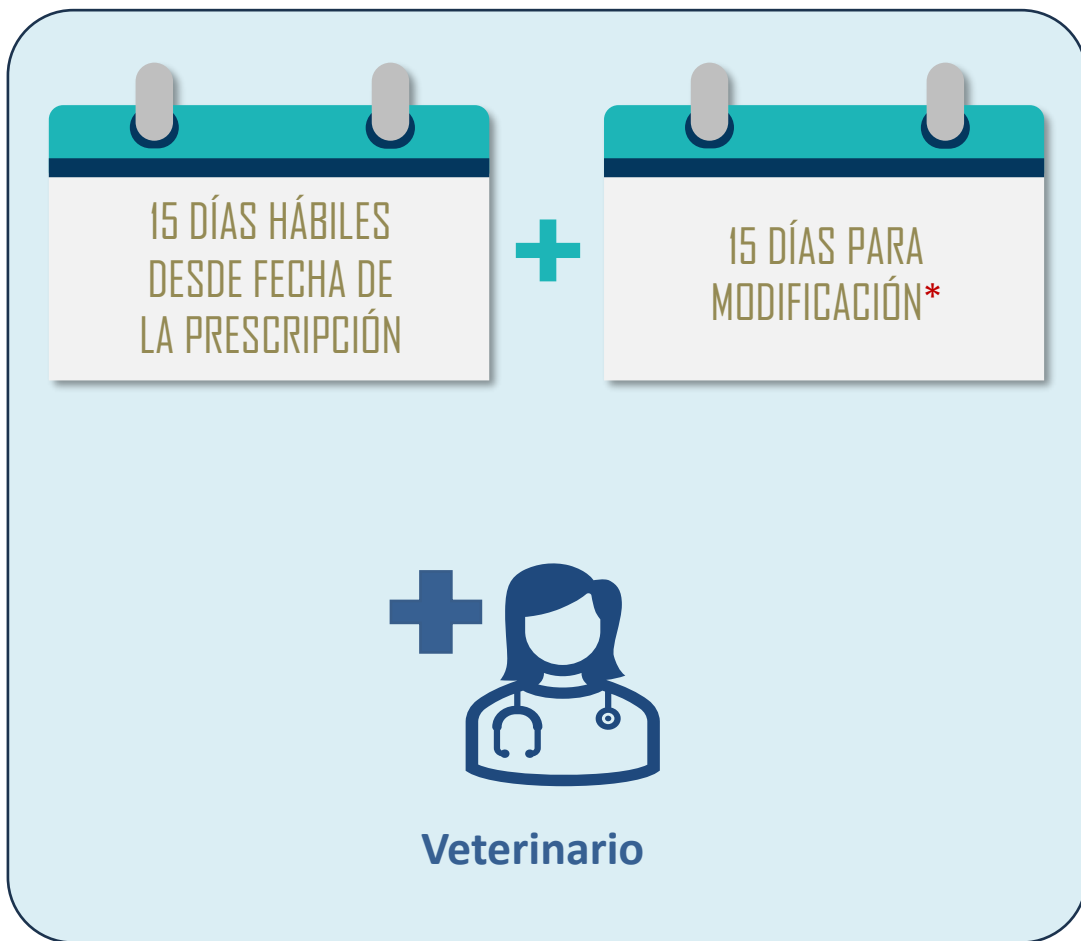 15 DÍAS HÁBILES
DESDE FECHA DE
LA PRESCRIPCIÓN
15 DÍAS PARA
MODIFICACIÓN*
Veterinario